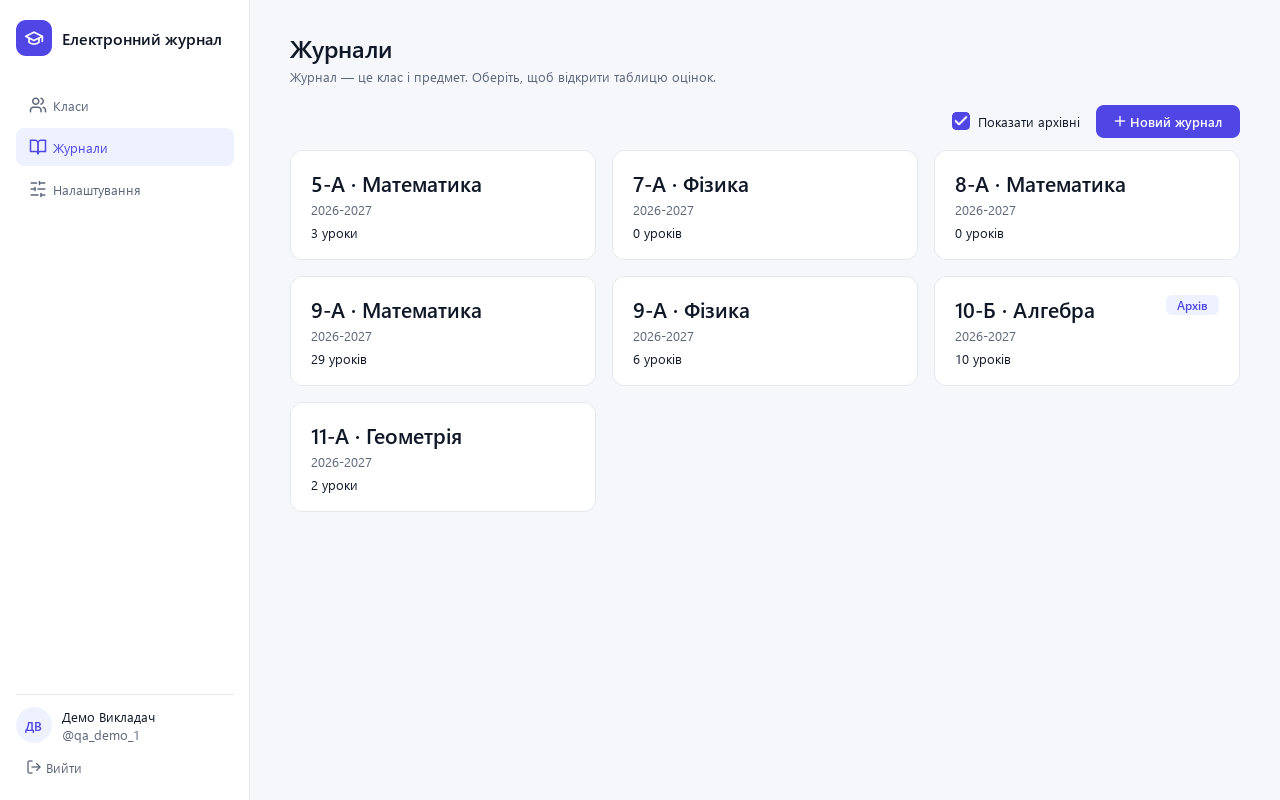 Електронний журнал
Класи
Журнали
Налаштування
Демо Викладач
ДВ
@qa_demo_1
Вийти
Журнали
Журнал — це клас і предмет. Оберіть, щоб відкрити таблицю оцінок.
Показати архівні
+ Новий журнал
5-А · Математика
2026-2027
3 уроки
7-А · Фізика
2026-2027
0 уроків
8-А · Математика
2026-2027
0 уроків
9-А · Математика
2026-2027
29 уроків
9-А · Фізика
2026-2027
6 уроків
10-Б · Алгебра
Архів
2026-2027
10 уроків
11-А · Геометрія
2026-2027
2 уроки